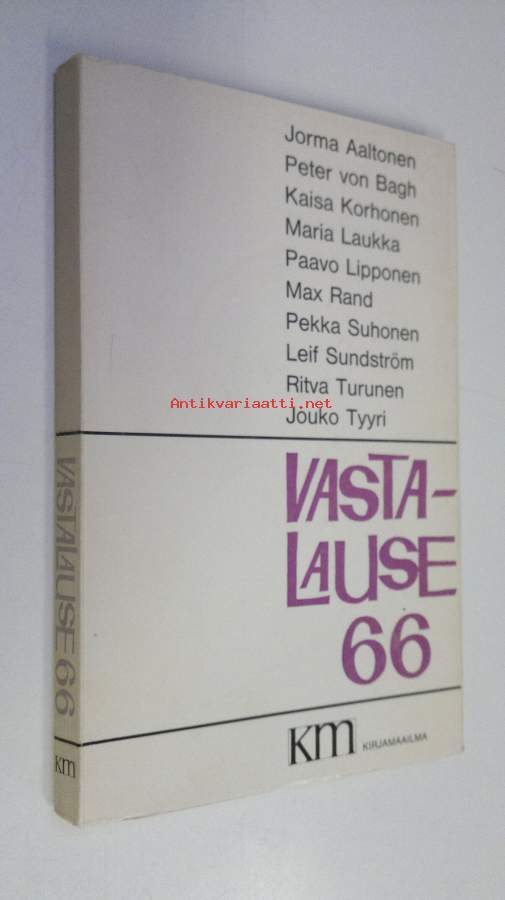 Jorma Aaltonen
Peter von Bagh
Kaisa Korhonen
Maria Laukka
Paavo Lipponen
Max Rand
Pekka Suhonen
Leif Sundström
Ritva Turunen
Antikvariaatti.net
Jouko Tyyri
VASTA-
LAUSE
66
KM KIRJAMAAILMA
VASTALAUSE 66
KM